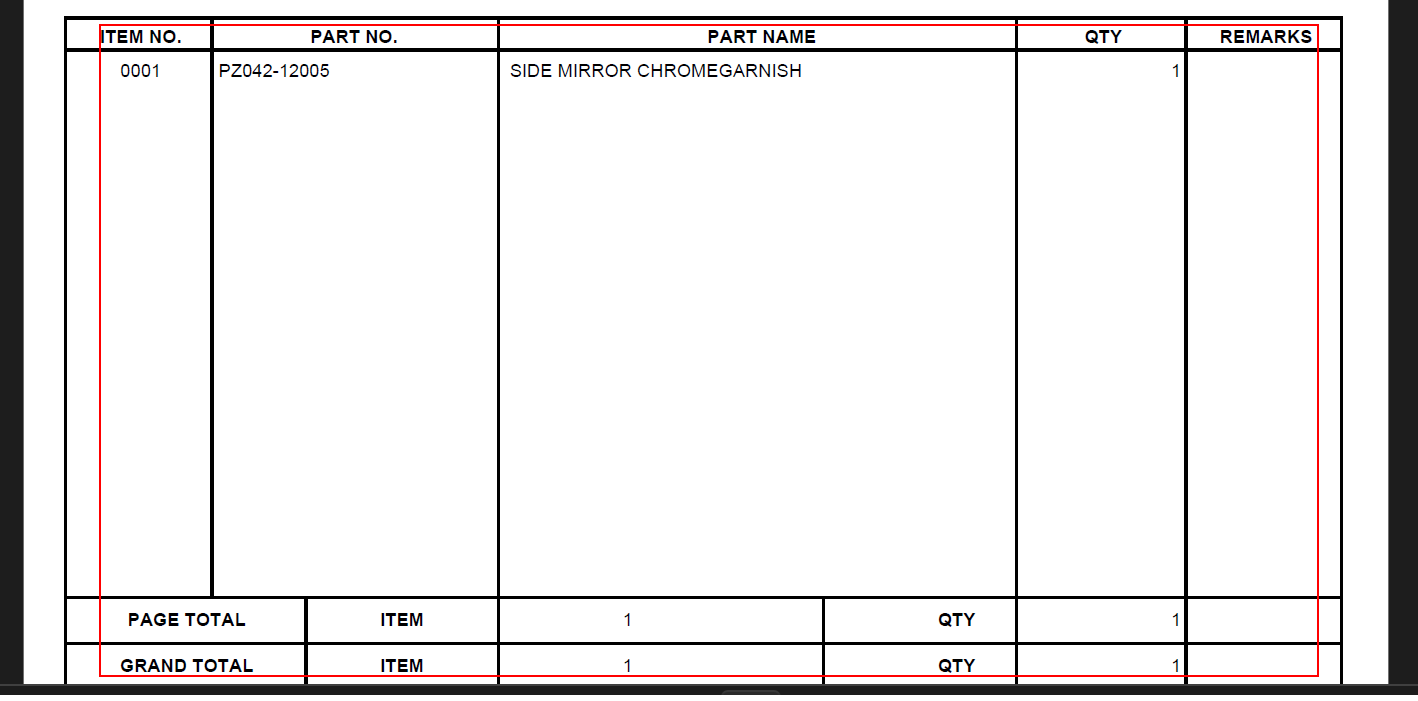 ITEM NO. PART NO. PART NAME QTY REMARKS
0001 PZ042-12005 SIDE MIRROR CHROMEGARNISH 1
PAGE TOTAL ITEM 1 QTY 1
GRAND TOTAL ITEM 1 QTY 1